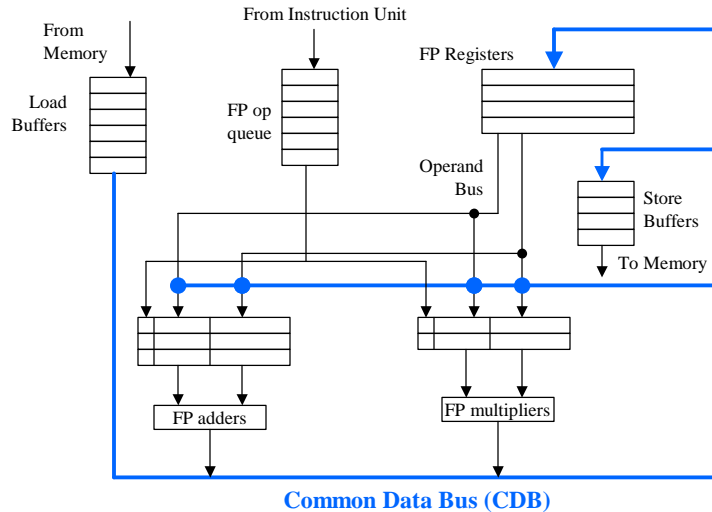 From Instruction Unit
From
Memory
FP Registers
Load
Buffers
FP op
queue
Operand
Bus
Store
Buffers
To Memory
FP adders
FP multipliers
Common Data Bus (CDB)